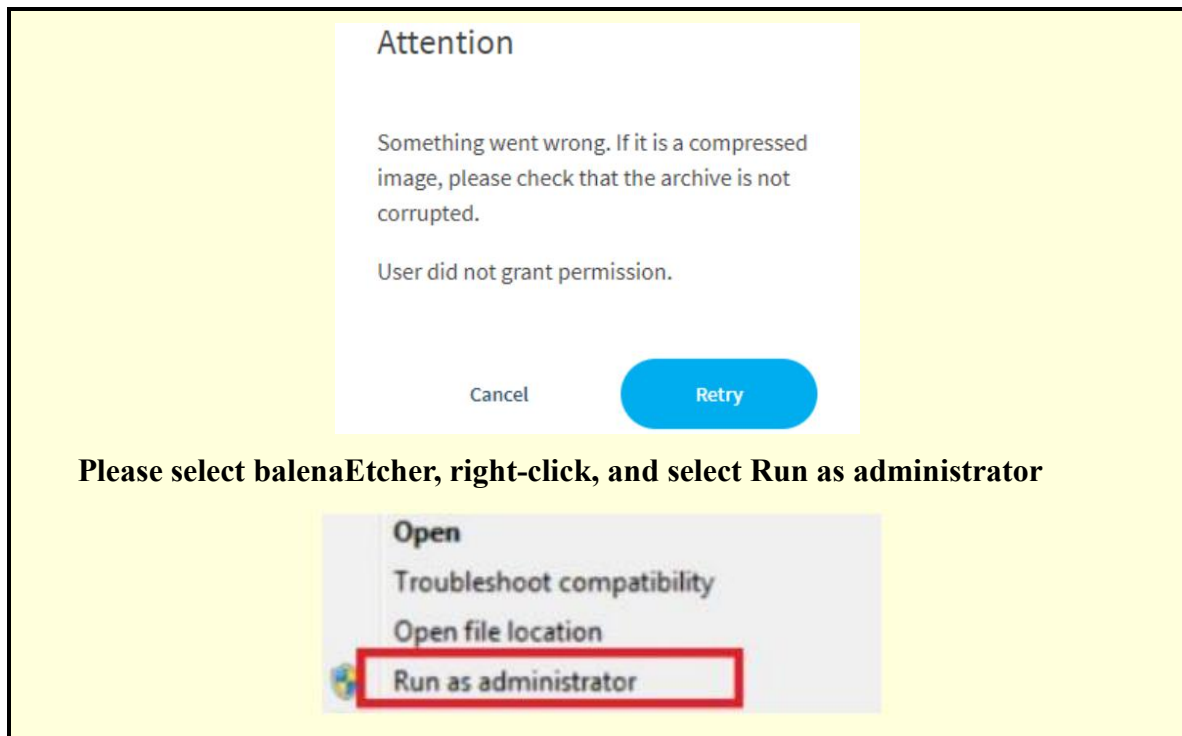 Attention
Something went wrong. If it is a compressed
image, please check that the archive is not
corrupted.
User did not grant permission.
Cancel
Retry
Please select balenaEtcher, right-click, and select Run as administrator
Open
Troubleshoot compatibility
Open file location
Run as administrator